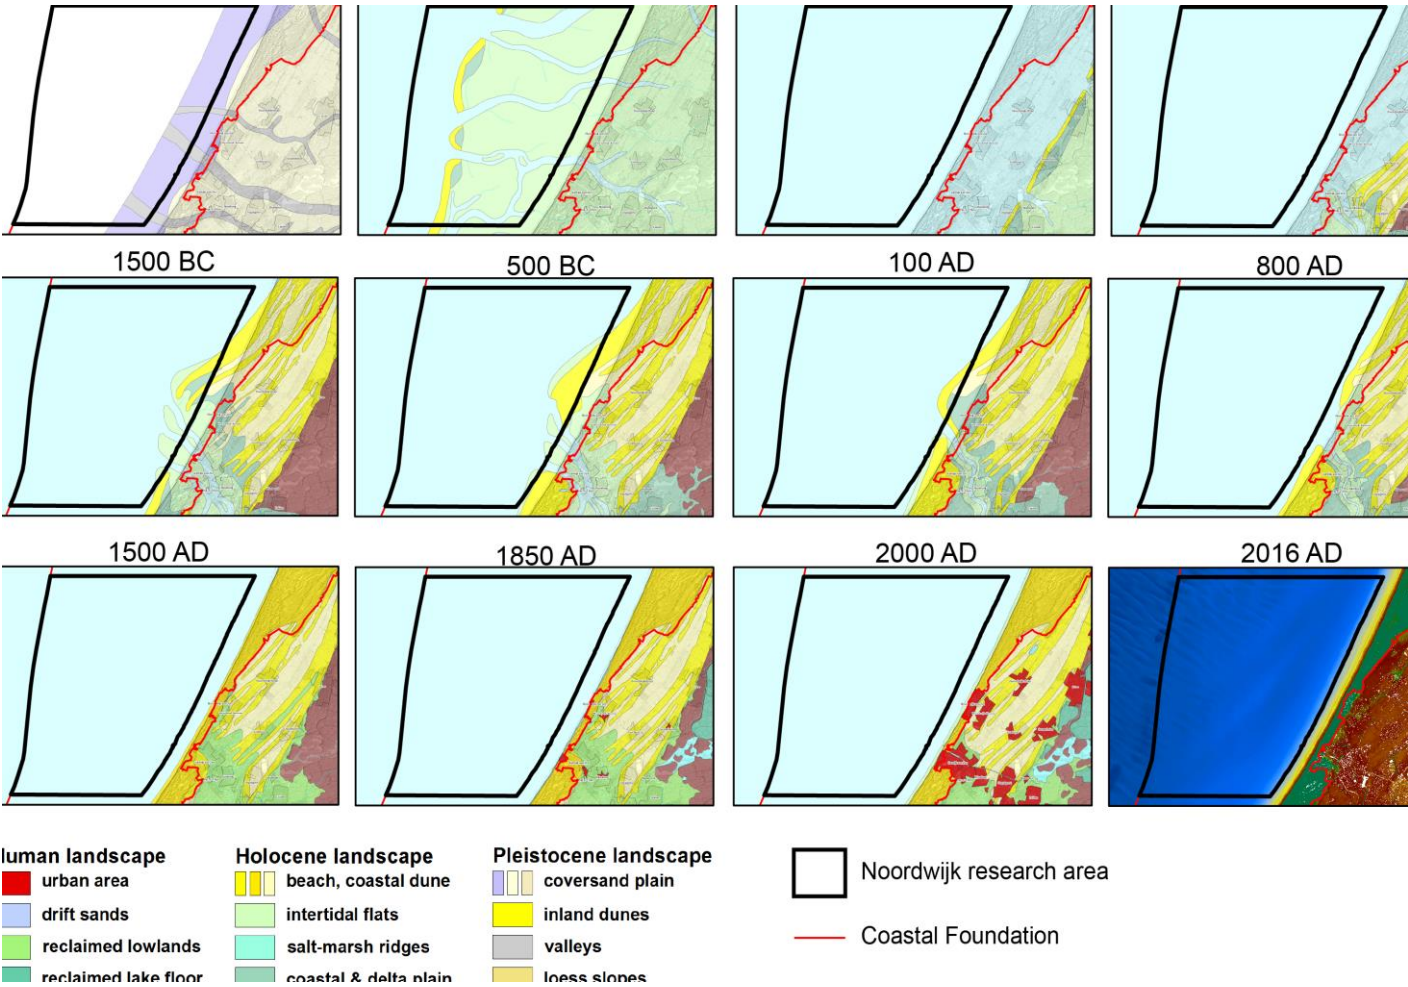 1500 BC
500 BC
100 AD
800 AD
1500 AD
1850 AD
2000 AD
2016 AD
uman landscape
urban area
drift sands
reclaimed lowlands
reclaimed lake floor
Holocene landscape
beach, coastal dune
intertidal flats
salt-marsh ridges
coastal & delta plain
Pleistocene landscape
coversand plain
inland dunes
valleys
loess slopes
Noordwijk research area
Coastal Foundation